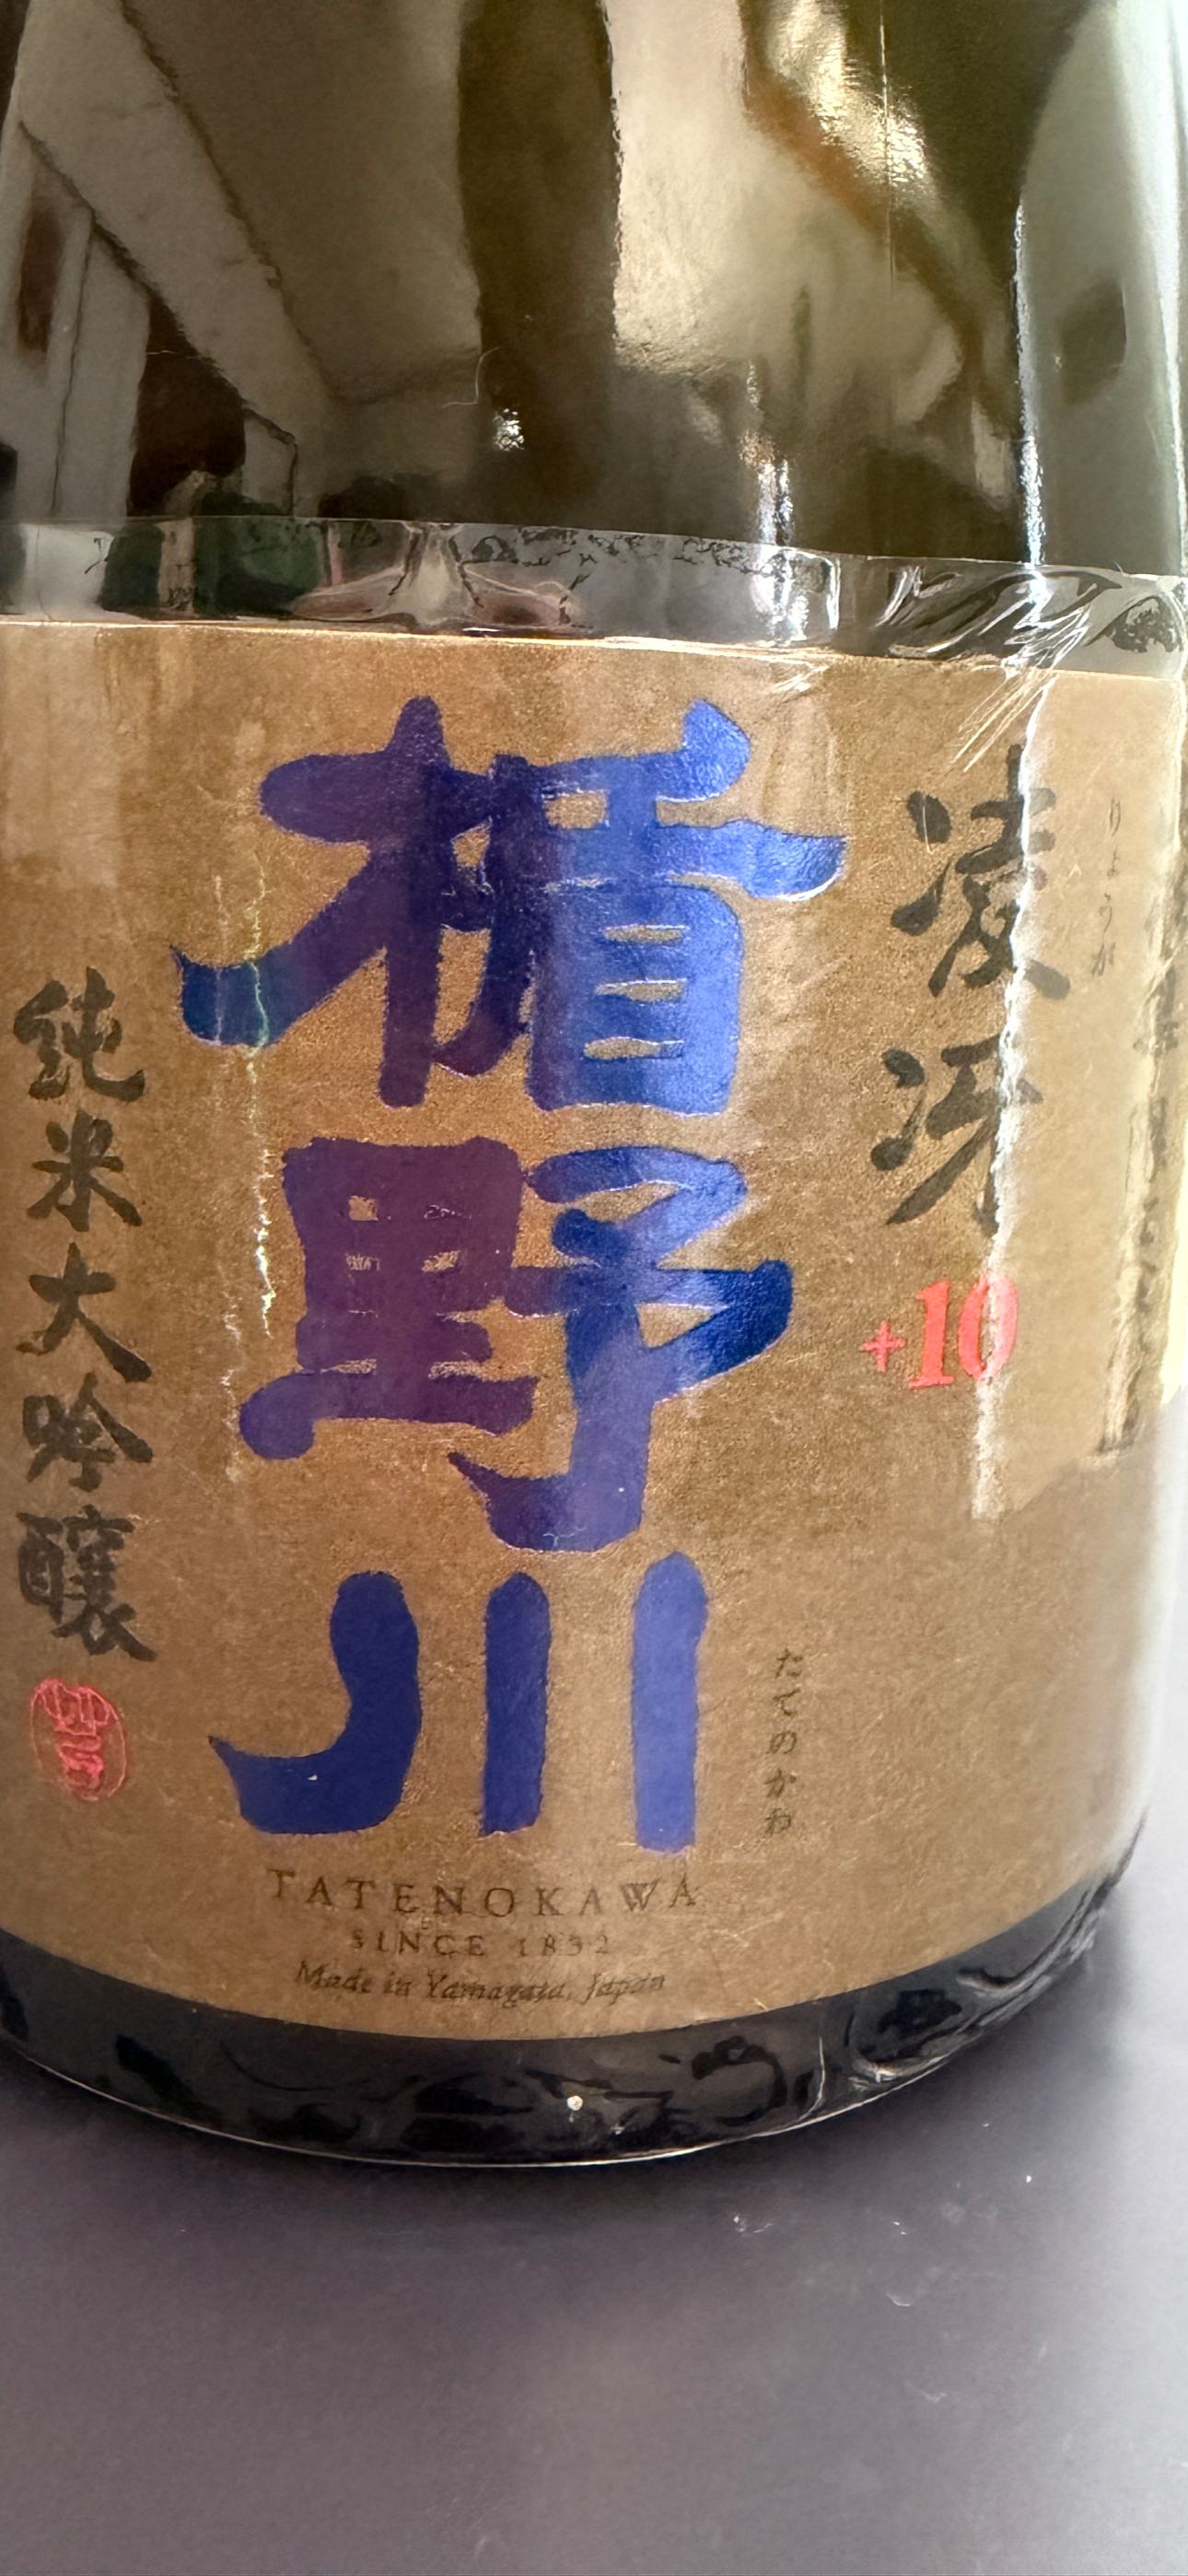 凌冴
りょうが
+10
楯野川
たてのかわ
純米大吟醸
TATENOKAWA
SINCE 1832
Made in Yamagata, Japan